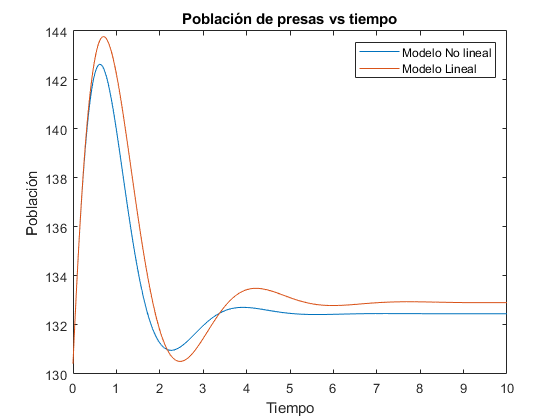 Población de presas vs tiempo
Modelo No lineal
Modelo Lineal
144
142
140
138
136
134
132
130
Población
0 1 2 3 4 5 6 7 8 9 10
Tiempo